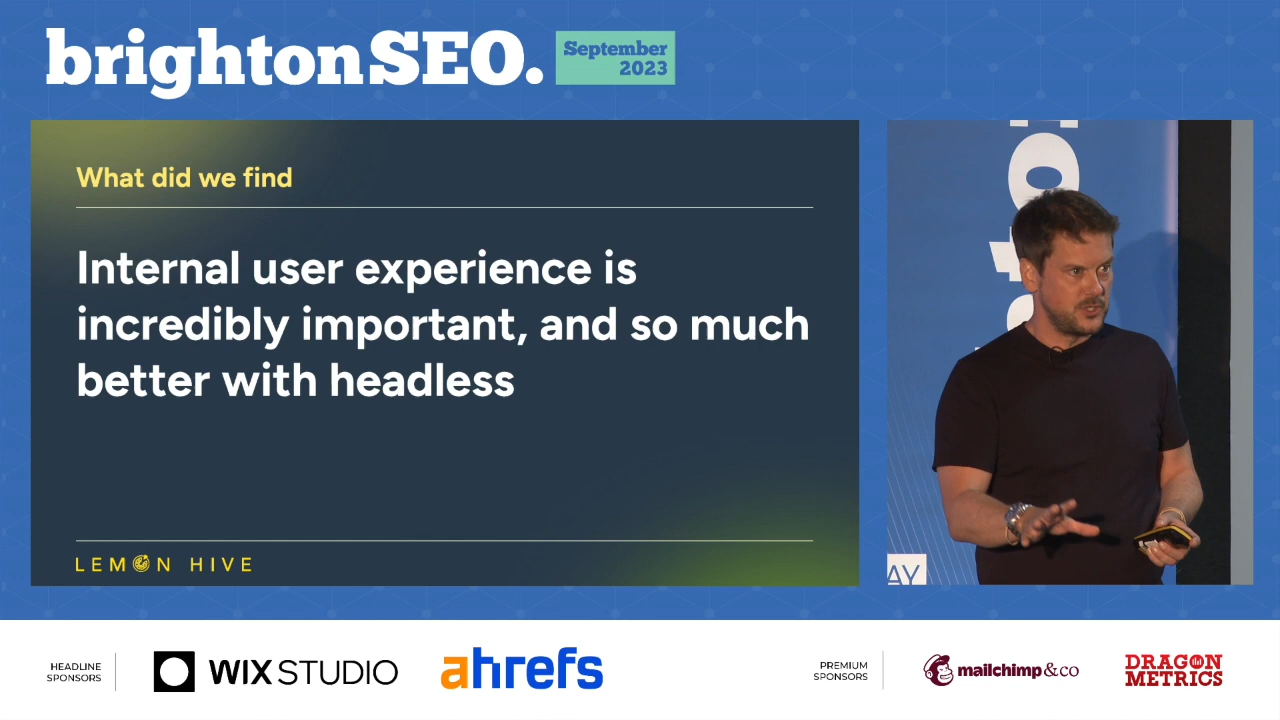 brightonSEO.
September
2023
What did we find
Internal user experience is
incredibly important, and so much
better with headless
LEMON HIVE
AY
HEADLINE
SPONSORS
WIX STUDIO
ahrefs
PREMIUM
SPONSORS
mailchimp&co
DRAGON
METRICS